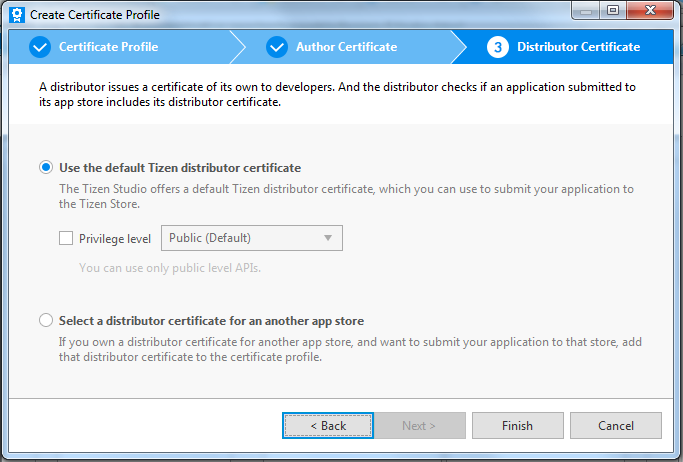 Create Certificate Profile
Certificate Profile
Author Certificate
3 Distributor Certificate
A distributor issues a certificate of its own to developers. And the distributor checks if an application submitted to
its app store includes its distributor certificate.
Use the default Tizen distributor certificate
The Tizen Studio offers a default Tizen distributor certificate, which you can use to submit your application to
the Tizen Store.
Privilege level Public (Default)
You can use only public level APIs.
Select a distributor certificate for an another app store
If you own a distributor certificate for another app store, and want to submit your application to that store, add
that distributor certificate to the certificate profile.
< Back Next > Finish Cancel